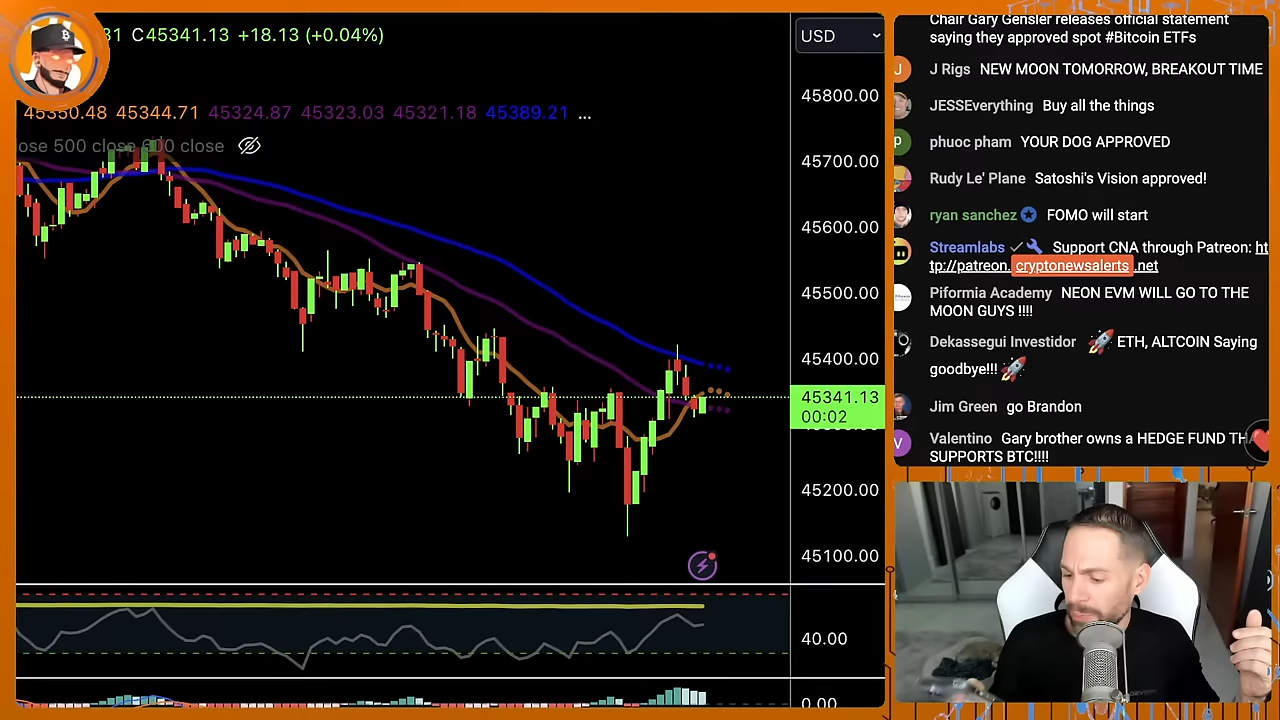 31 C45341.13 +18.13 (+0.04%)
USD
45350.48 45344.71 45324.87 45323.03 45321.18 45389.21 ...
ose 500 close 600 close
45800.00
45700.00
45600.00
45500.00
45400.00
45341.13
00:02
45200.00
45100.00
40.00
0.00
Chair Gary Gensler releases official statement
saying they approved spot #Bitcoin ETFs
J J Rigs NEW MOON TOMORROW, BREAKOUT TIME
JESSEverything Buy all the things
P phuoc pham YOUR DOG APPROVED
Rudy Le' Plane Satoshi's Vision approved!
ryan sanchez FOMO will start
Streamlabs Support CNA through Patreon: ht
tp://patreon.cryptonewsalerts.net
Piformia Academy NEON EVM WILL GO TO THE
MOON GUYS !!!!
Dekassegui Investidor 🚀 ETH, ALTCOIN Saying
goodbye!!! 🚀
Jim Green go Brandon
V Valentino Gary brother owns a HEDGE FUND THA
SUPPORTS BTC!!!!